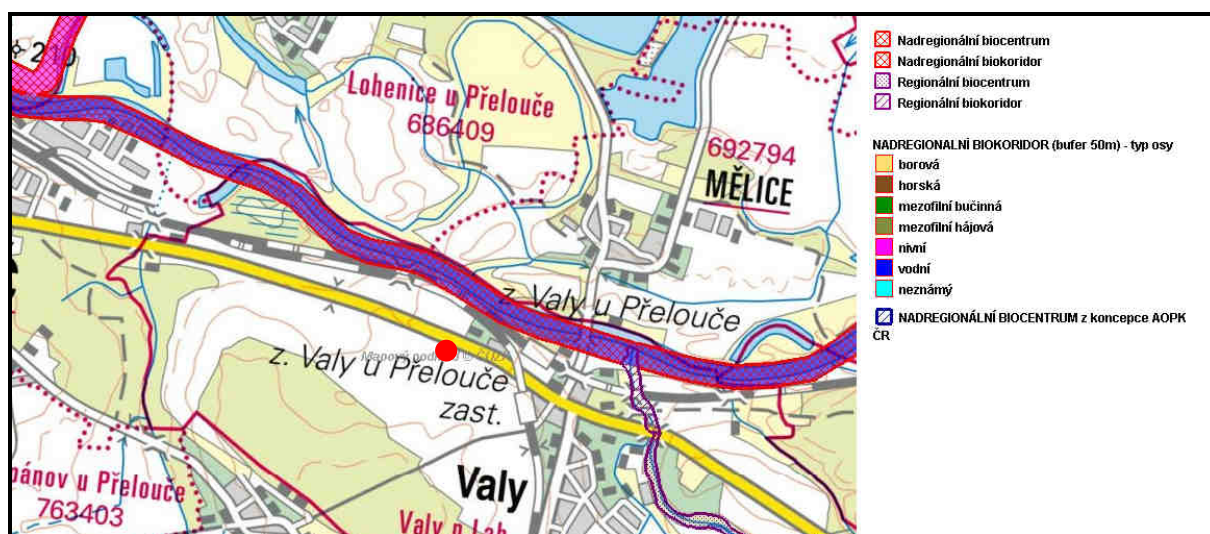 210
Lohenice u Přelouče
686409
692794
MĚLICE
z. Valy u Přelouče
z. Valy u Přelouče
zast.
Valy
Valy n.Lab.
pánov u Přelouče
763403
Nadregionální biocentrum
Nadregionální biokoridor
Regionální biocentrum
Regionální biokoridor
NADREGIONALNÍ BIOKORIDOR (bufer 50m) - typ osy
borová
horská
mezofilní bučinná
mezofilní hájová
nivní
vodní
neznámý
NADREGIONÁLNÍ BIOCENTRUM z koncepce AOPK
ČR